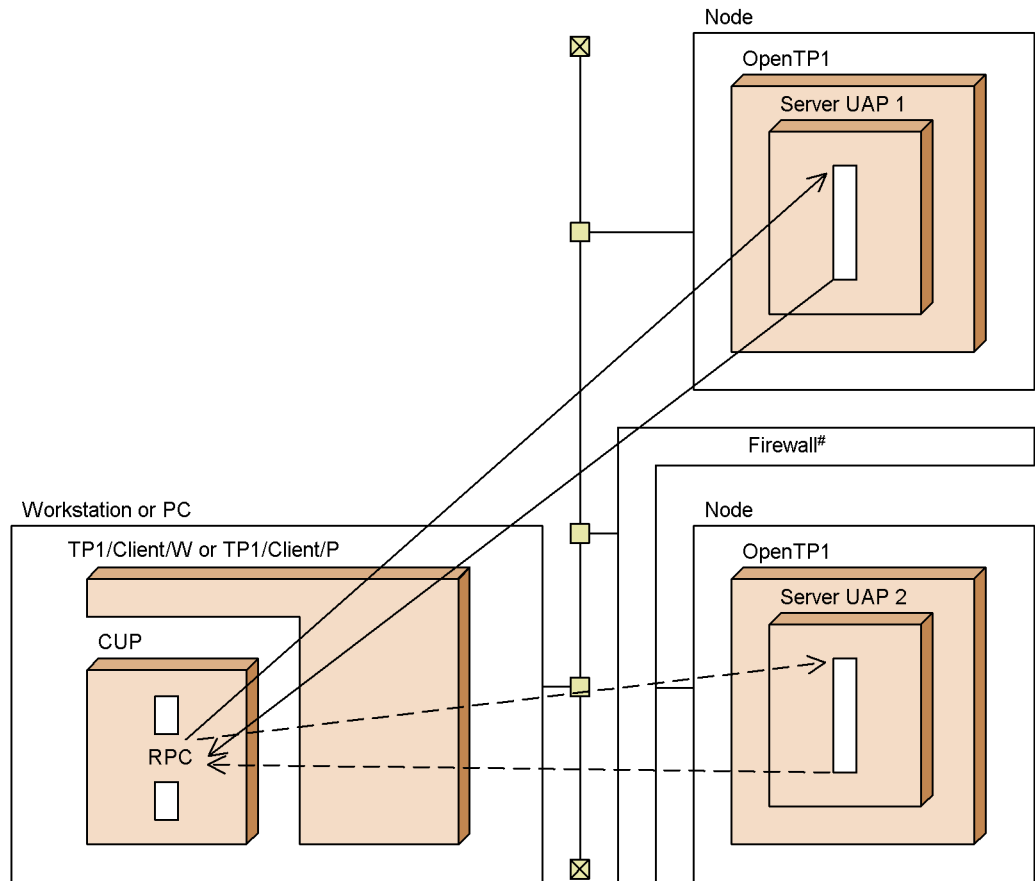 Node
OpenTP1
Server UAP 1
Firewall#
Workstation or PC
TP1/Client/W or TP1/Client/P
CUP
RPC
Node
OpenTP1
Server UAP 2